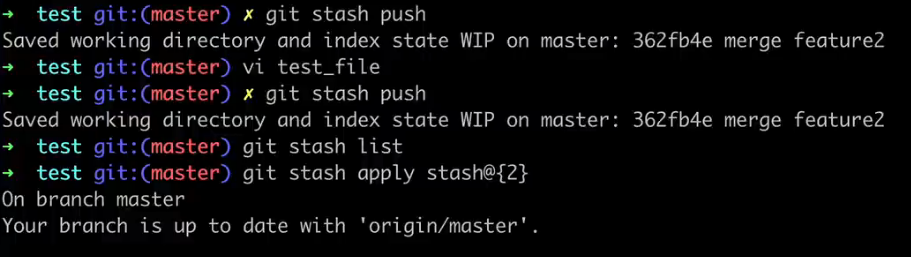 ➜ test git:(master) ✗ git stash push
Saved working directory and index state WIP on master: 362fb4e merge feature2
➜ test git:(master) vi test_file
➜ test git:(master) ✗ git stash push
Saved working directory and index state WIP on master: 362fb4e merge feature2
➜ test git:(master) git stash list
➜ test git:(master) git stash apply stash@{2}
On branch master
Your branch is up to date with 'origin/master'.